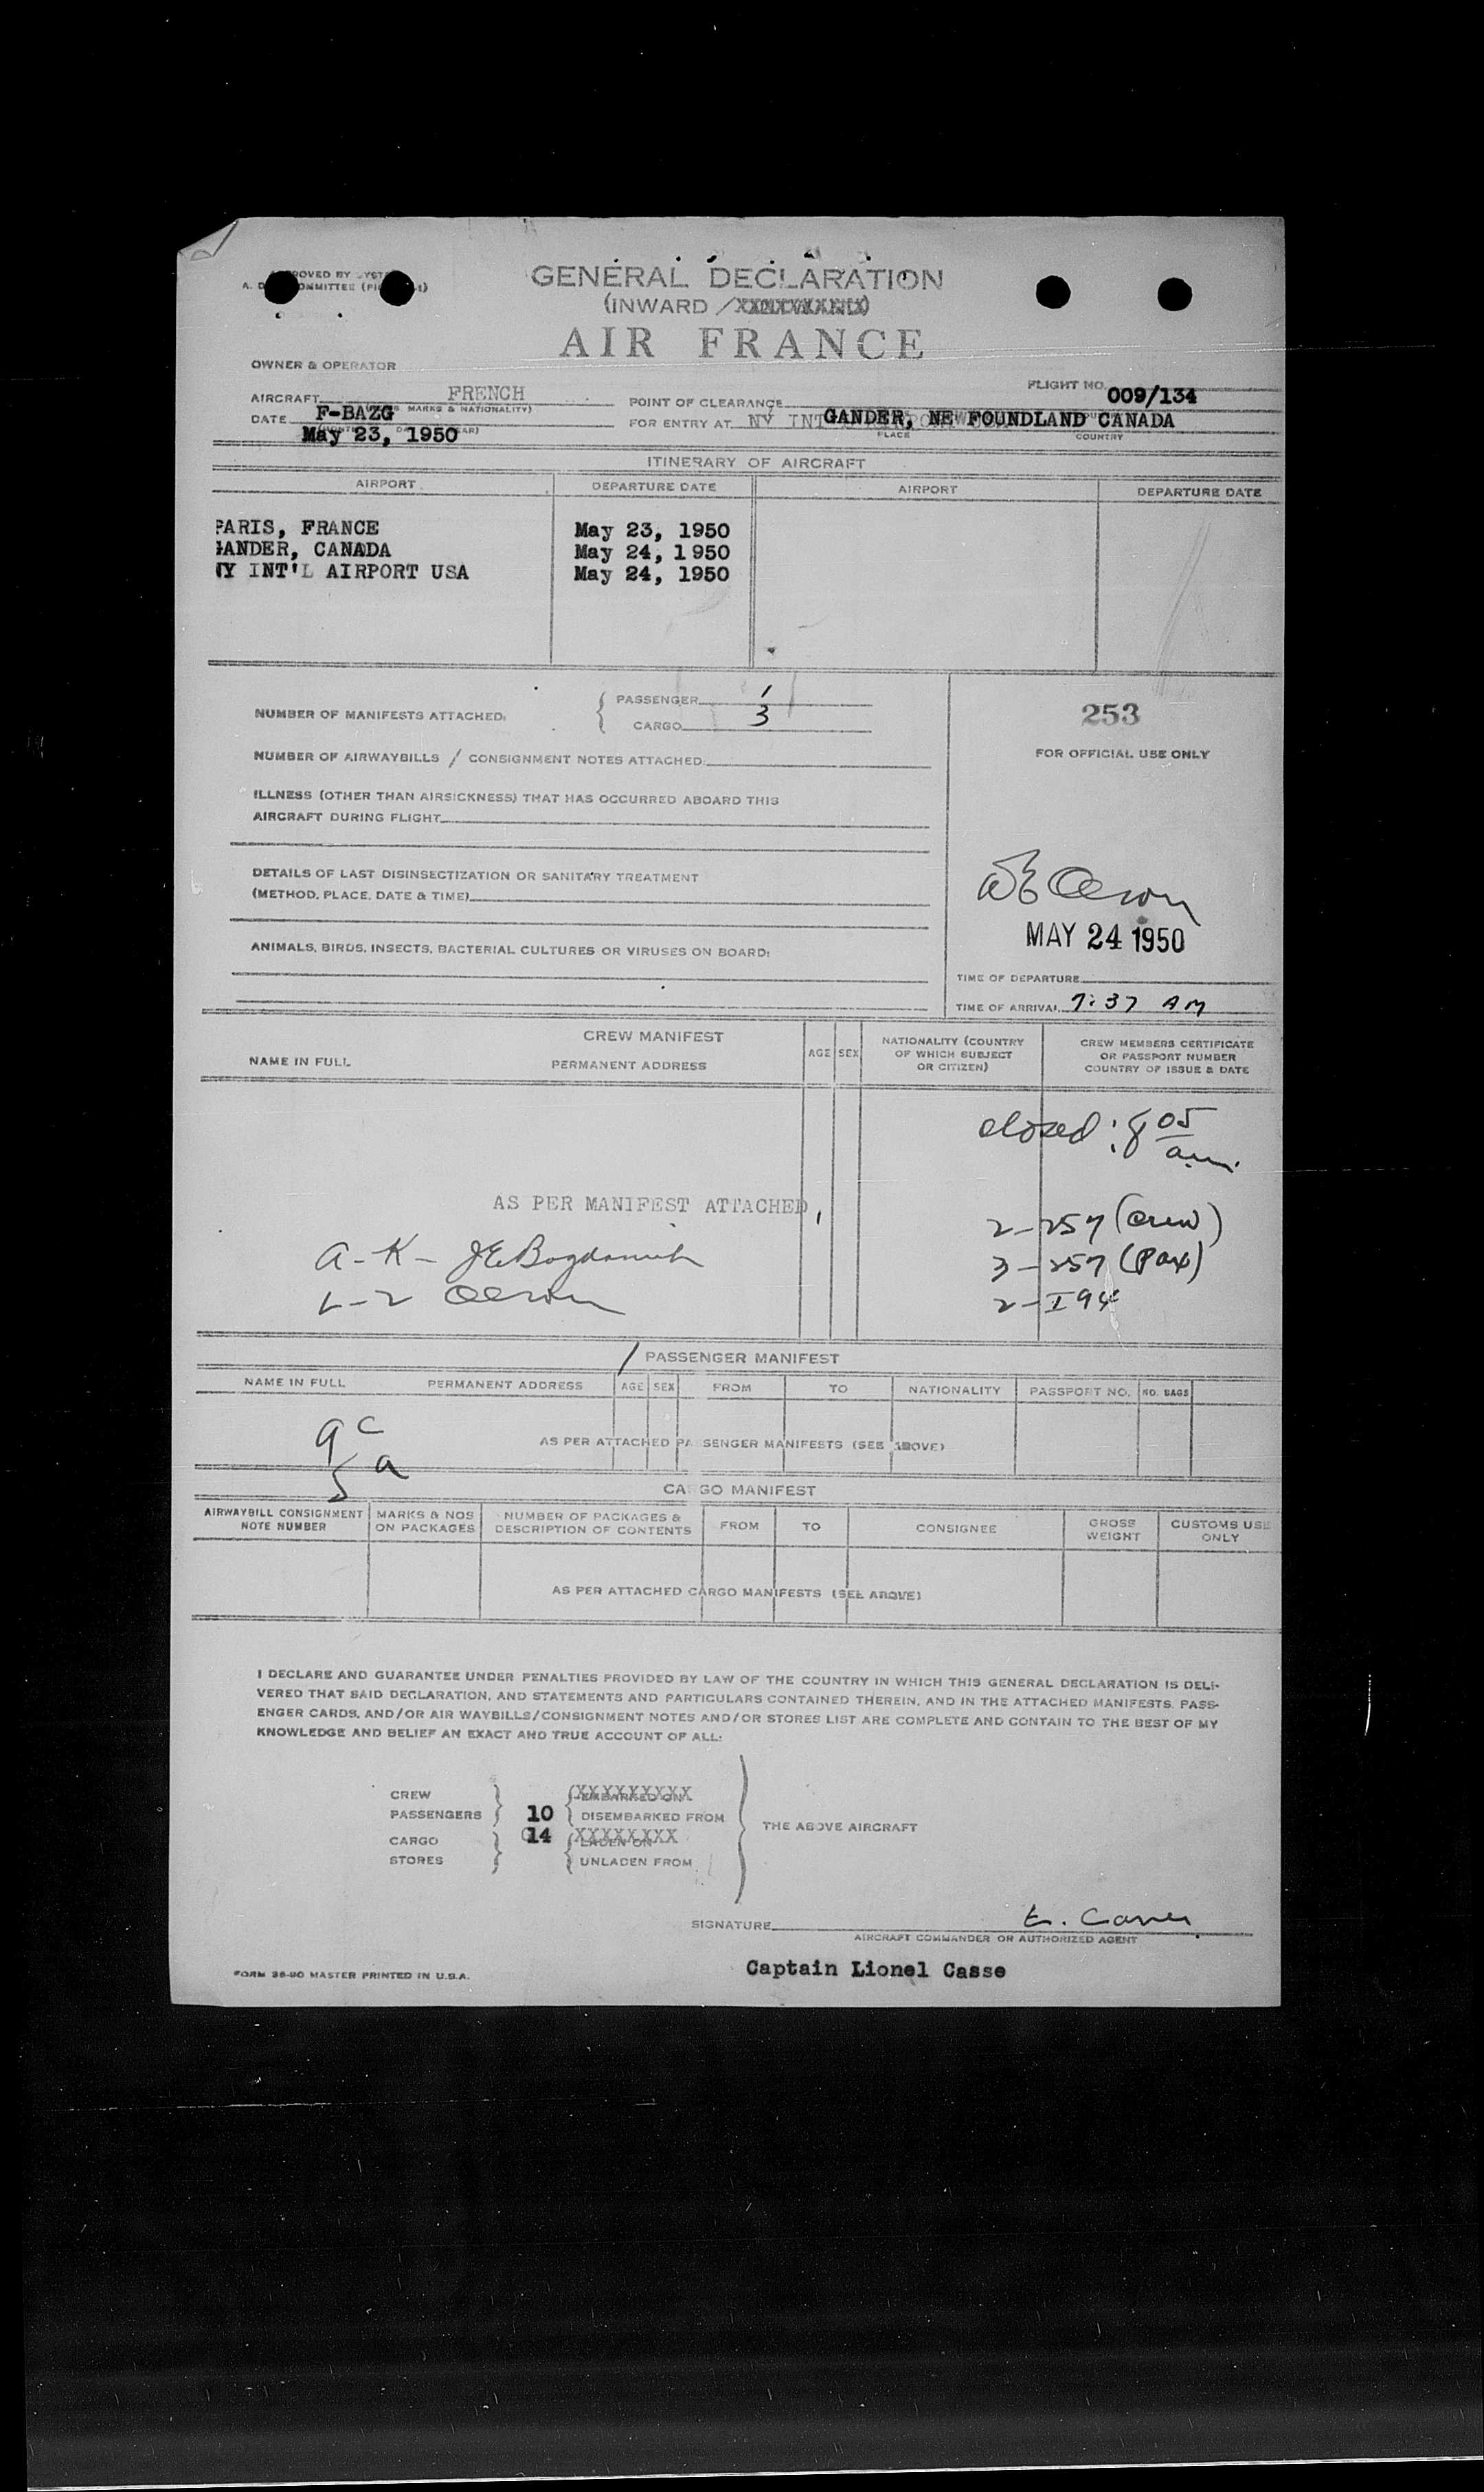 GENERAL DECLARATION
(INWARD /
AIR FRANCE
OWNER & OPERATOR
AIRCRAFT FRENCH
FLIGHT NO. 009/134
F-BAZG
MARKS & NATIONALITY)
POINT OF CLEARANCE
DATE May 23, 1950
FOR ENTRY AT NY INT GANDER, NE FOUNDLAND CANADA
PLACE COUNTRY
ITINERARY OF AIRCRAFT
AIRPORT DEPARTURE DATE AIRPORT DEPARTURE DATE
PARIS, FRANCE May 23, 1950
GANDER, CANADA May 24, 1950
NY INT'L AIRPORT USA May 24, 1950
NUMBER OF MANIFESTS ATTACHED: PASSENGER 1
CARGO 3
253
FOR OFFICIAL USE ONLY
NUMBER OF AIRWAYBILLS / CONSIGNMENT NOTES ATTACHED:
ILLNESS (OTHER THAN AIRSICKNESS) THAT HAS OCCURRED ABOARD THIS
AIRCRAFT DURING FLIGHT
DETAILS OF LAST DISINSECTIZATION OR SANITARY TREATMENT
(METHOD, PLACE, DATE & TIME)
MAY 24 1950
ANIMALS, BIRDS, INSECTS, BACTERIAL CULTURES OR VIRUSES ON BOARD:
TIME OF DEPARTURE
TIME OF ARRIVAL 7:37 AM
CREW MANIFEST
NAME IN FULL PERMANENT ADDRESS AGE SEX NATIONALITY (COUNTRY OF WHICH SUBJECT OR CITIZEN) CREW MEMBERS CERTIFICATE OR PASSPORT NUMBER COUNTRY OF ISSUE & DATE
closed: 8 05 am.
AS PER MANIFEST ATTACHED,
2-257 (Crew)
A-K- 
3-257 (Pax)
L-Z
2-I94
1 PASSENGER MANIFEST
NAME IN FULL PERMANENT ADDRESS AGE SEX FROM TO NATIONALITY PASSPORT NO. NO. BAGS
9 c
AS PER ATTACHED PASSENGER MANIFESTS (SEE ABOVE)
5 a
CARGO MANIFEST
AIRWAYBILL CONSIGNMENT NOTE NUMBER MARKS & NOS ON PACKAGES NUMBER OF PACKAGES & DESCRIPTION OF CONTENTS FROM TO CONSIGNEE GROSS WEIGHT CUSTOMS USE ONLY
AS PER ATTACHED CARGO MANIFESTS (SEE ABOVE)
I DECLARE AND GUARANTEE UNDER PENALTIES PROVIDED BY LAW OF THE COUNTRY IN WHICH THIS GENERAL DECLARATION IS DELI-
VERED THAT SAID DECLARATION, AND STATEMENTS AND PARTICULARS CONTAINED THEREIN, AND IN THE ATTACHED MANIFESTS, PASS-
ENGER CARDS, AND/OR AIR WAYBILLS/CONSIGNMENT NOTES AND/OR STORES LIST ARE COMPLETE AND CONTAIN TO THE BEST OF MY
KNOWLEDGE AND BELIEF AN EXACT AND TRUE ACCOUNT OF ALL:
CREW XXXXXXXXX
PASSENGERS 10 DISEMBARKED FROM
THE ABOVE AIRCRAFT
CARGO 14 XXXXXXXX
STORES UNLADEN FROM
SIGNATURE
AIRCRAFT COMMANDER OR AUTHORIZED AGENT
Captain Lionel Casse
FORM 36-90 MASTER PRINTED IN U.S.A.